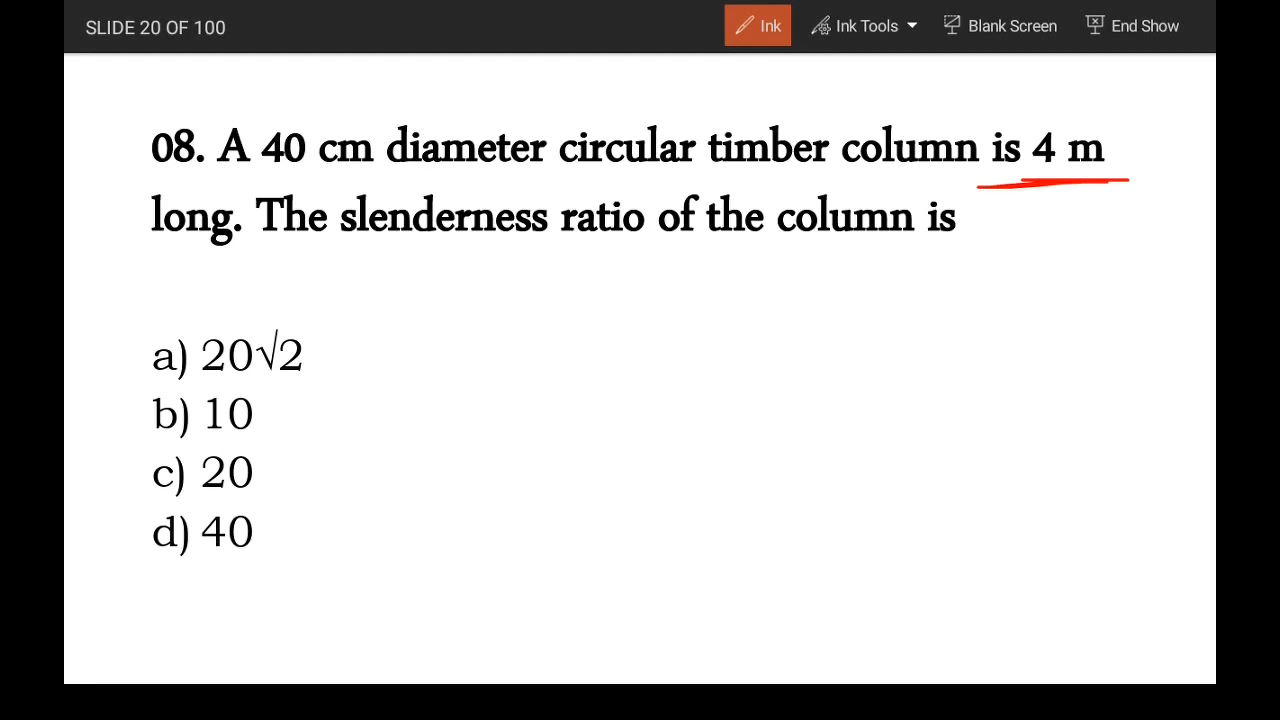 SLIDE 20 OF 100
Ink
Ink Tools
Blank Screen
End Show
08. A 40 cm diameter circular timber column is 4 m
long. The slenderness ratio of the column is
a) 20√2
b) 10
c) 20
d) 40